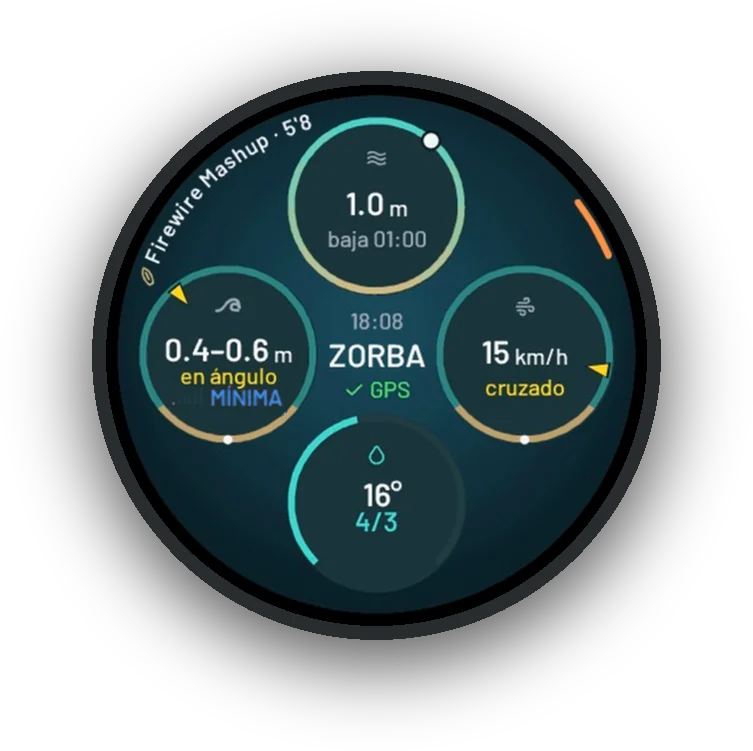 Firewire Mashup · 5'8
1.0 m
baja 01:00
0.4–0.6 m
en ángulo
MÍNIMA
18:08
ZORBA
✓ GPS
15 km/h
cruzado
16°
4/3